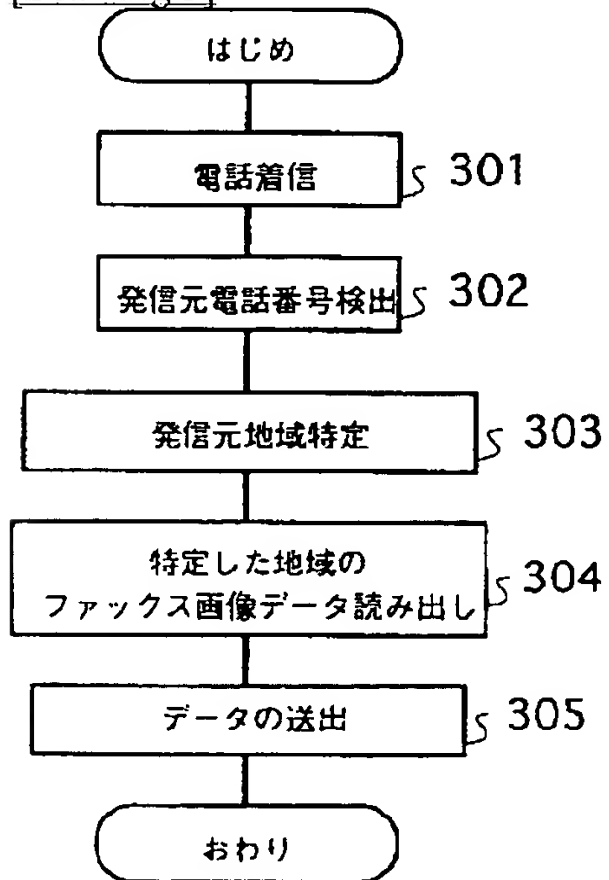 はじめ
電話着信
301
発信元電話番号検出
302
発信元地域特定
303
特定した地域の
ファックス画像データ読み出し
304
データの送出
305
おわり